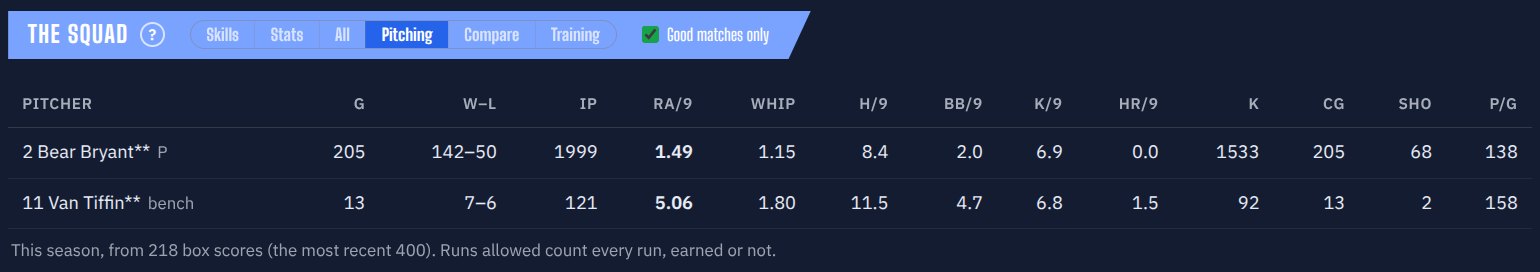 THE SQUAD ? Skills Stats All Pitching Compare Training Good matches only
PITCHER G W–L IP RA/9 WHIP H/9 BB/9 K/9 HR/9 K CG SHO P/G
2 Bear Bryant** P 205 142–50 1999 1.49 1.15 8.4 2.0 6.9 0.0 1533 205 68 138
11 Van Tiffin** bench 13 7–6 121 5.06 1.80 11.5 4.7 6.8 1.5 92 13 2 158
This season, from 218 box scores (the most recent 400). Runs allowed count every run, earned or not.